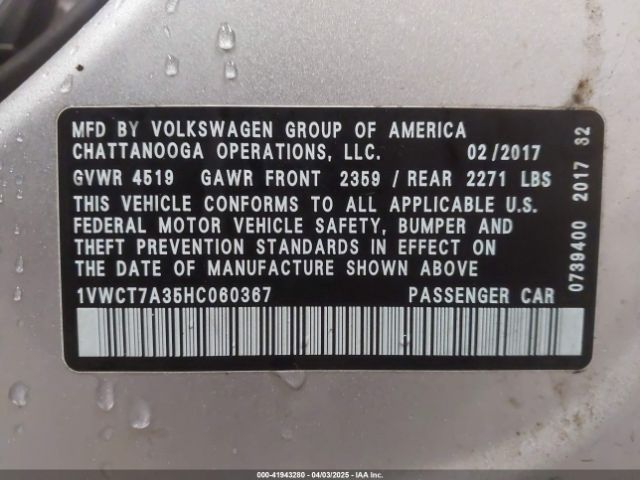 MFD BY VOLKSWAGEN GROUP OF AMERICA
CHATTANOOGA OPERATIONS, LLC. 02/2017
GVWR 4519 GAWR FRONT 2359 / REAR 2271 LBS
THIS VEHICLE CONFORMS TO ALL APPLICABLE U.S.
FEDERAL MOTOR VEHICLE SAFETY, BUMPER AND
THEFT PREVENTION STANDARDS IN EFFECT ON
THE DATE OF MANUFACTURE SHOWN ABOVE
1VWCT7A35HC060367 PASSENGER CAR
0739400 2017 32
000-41943280 - 04/03/2025 - IAA Inc.